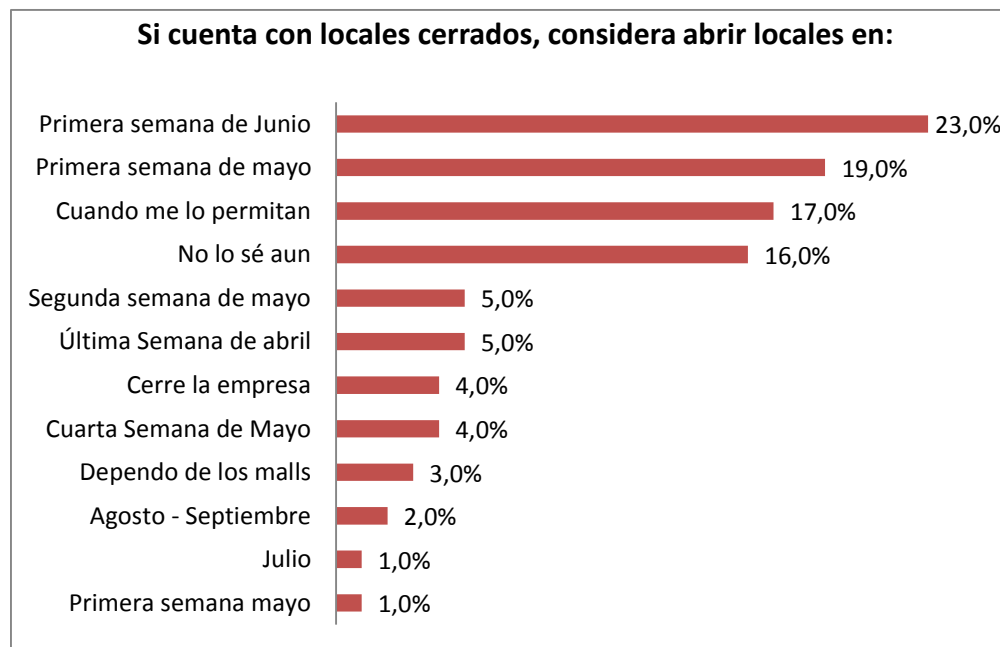 Si cuenta con locales cerrados, considera abrir locales en:
Primera semana de Junio 23,0%
Primera semana de mayo 19,0%
Cuando me lo permitan 17,0%
No lo sé aun 16,0%
Segunda semana de mayo 5,0%
Última Semana de abril 5,0%
Cerre la empresa 4,0%
Cuarta Semana de Mayo 4,0%
Dependo de los malls 3,0%
Agosto - Septiembre 2,0%
Julio 1,0%
Primera semana mayo 1,0%